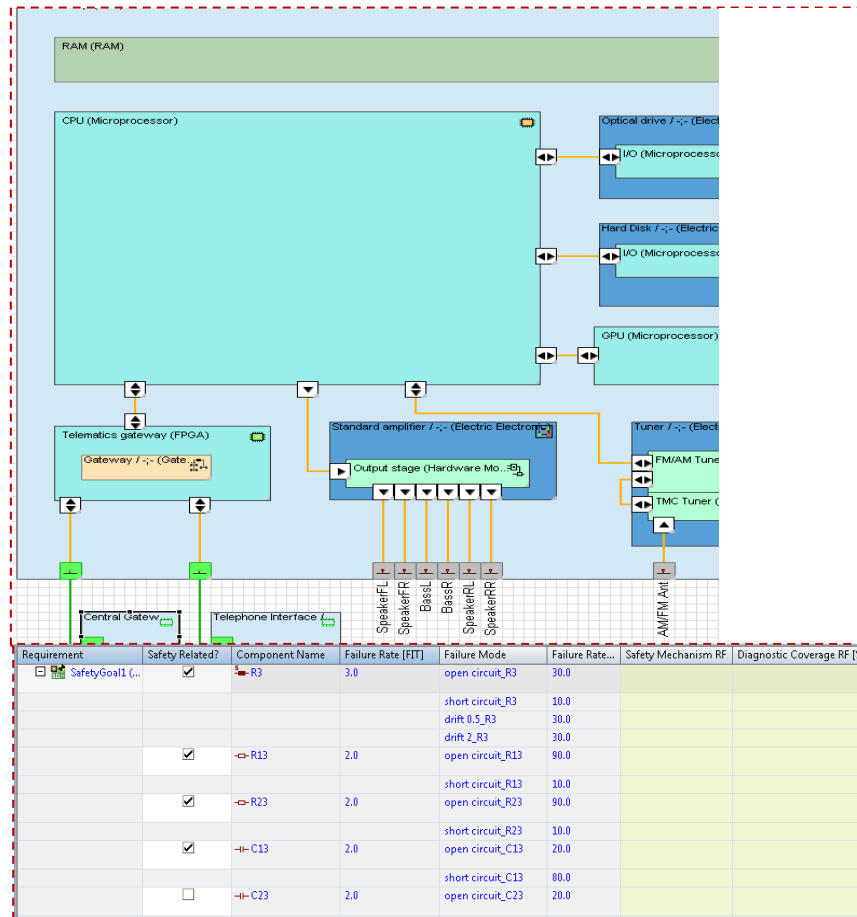 RAM (RAM)
CPU (Microprocessor)
Optical drive / -;- (Elect
I/O (Microprocesso
Hard Disk / -;- (Electric
I/O (Microprocesso
GPU (Microprocessor)
Telematics gateway (FPGA)
Gateway / -;- (Gate...
Standard amplifier / -;- (Electric Electronic
Output stage (Hardware Mo...
Tuner / -;- (Elect
FM/AM Tune
TMC Tuner (
SpeakerFL
SpeakerFR
BassL
BassR
SpeakerRL
SpeakerRR
AM/FM Ant
Central Gatew...
Telephone Interface /...
Requirement Safety Related? Component Name Failure Rate [FIT] Failure Mode Failure Rate... Safety Mechanism RF Diagnostic Coverage RF [
SafetyGoal1 (... R3 3.0 open circuit_R3 30.0
short circuit_R3 10.0
drift 0.5_R3 30.0
drift 2_R3 30.0
R13 2.0 open circuit_R13 90.0
short circuit_R13 10.0
R23 2.0 open circuit_R23 90.0
short circuit_R23 10.0
C13 2.0 open circuit_C13 20.0
short circuit_C13 80.0
C23 2.0 open circuit_C23 20.0